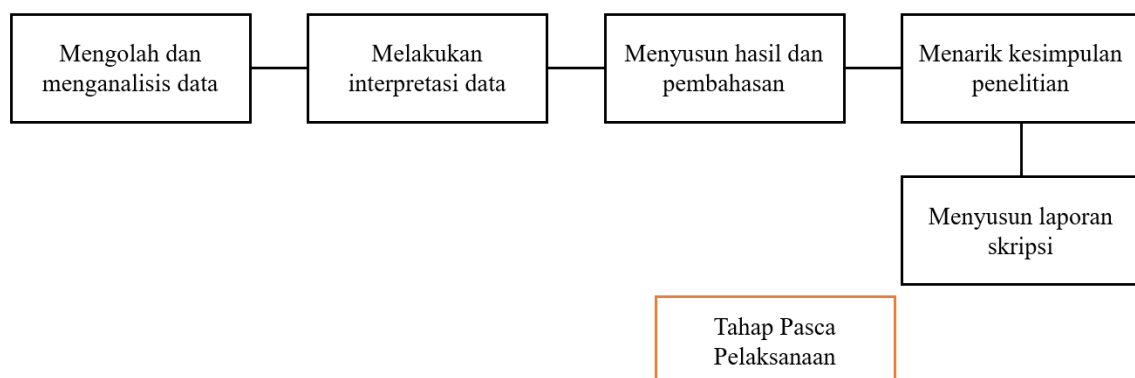 Mengolah dan
menganalisis data
Melakukan
interpretasi data
Menyusun hasil dan
pembahasan
Menarik kesimpulan
penelitian
Menyusun laporan
skripsi
Tahap Pasca
Pelaksanaan